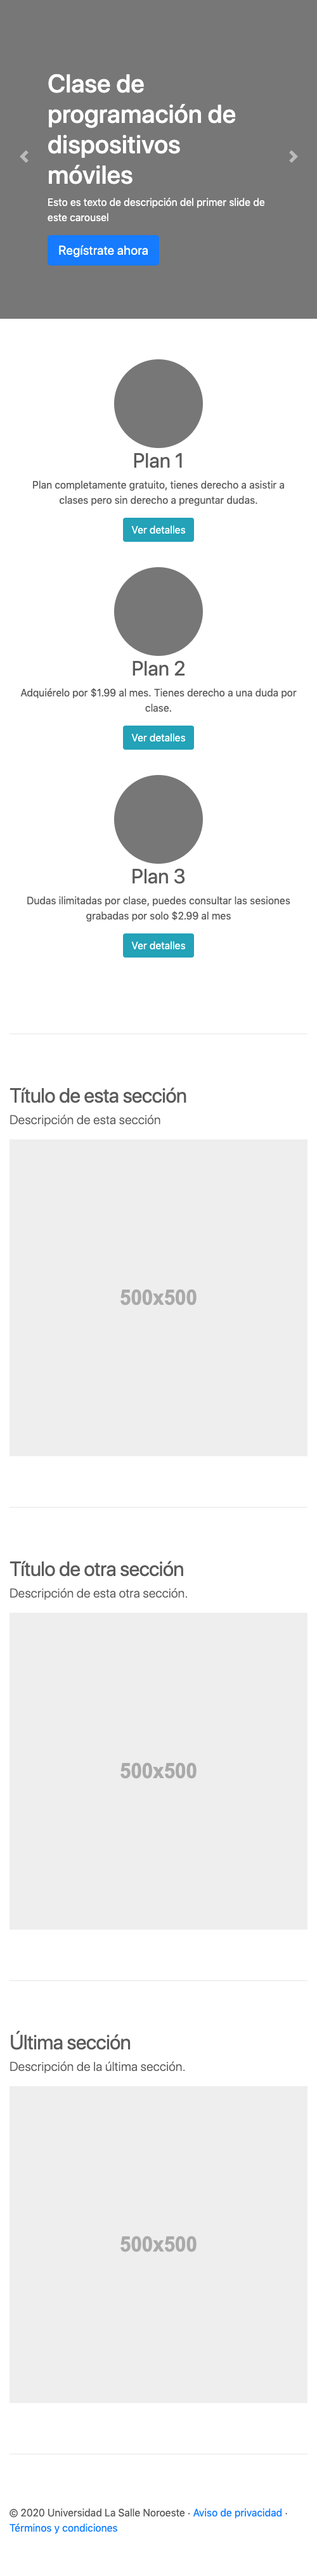 Clase de
programación de
dispositivos
móviles
Esto es texto de descripción del primer slide de
este carousel
Regístrate ahora
Plan 1
Plan completamente gratuito, tienes derecho a asistir a
clases pero sin derecho a preguntar dudas.
Ver detalles
Plan 2
Adquiérelo por $1.99 al mes. Tienes derecho a una duda por
clase.
Ver detalles
Plan 3
Dudas ilimitadas por clase, puedes consultar las sesiones
grabadas por solo $2.99 al mes
Ver detalles
Título de esta sección
Descripción de esta sección
500x500
Título de otra sección
Descripción de esta otra sección.
500x500
Última sección
Descripción de la última sección.
500x500
© 2020 Universidad La Salle Noroeste · Aviso de privacidad ·
Términos y condiciones